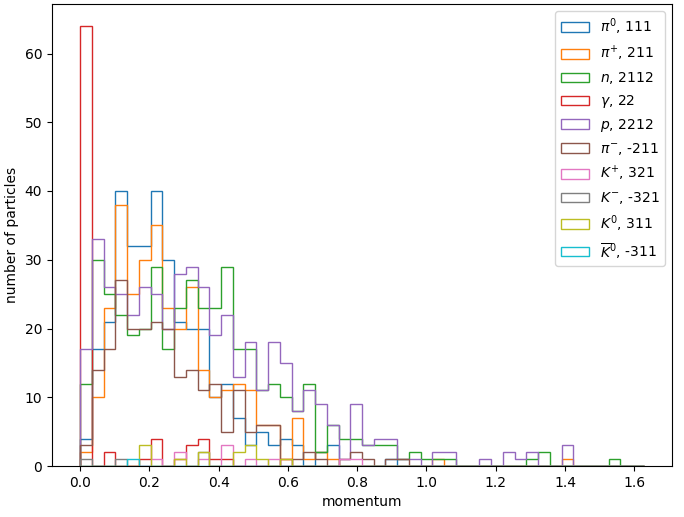 number of particles
60
50
40
30
20
10
0
0.0 0.2 0.4 0.6 0.8 1.0 1.2 1.4 1.6
momentum
π⁰, 111
π⁺, 211
n, 2112
γ, 22
p, 2212
π⁻, -211
K⁺, 321
K⁻, -321
K⁰, 311
K̅⁰, -311